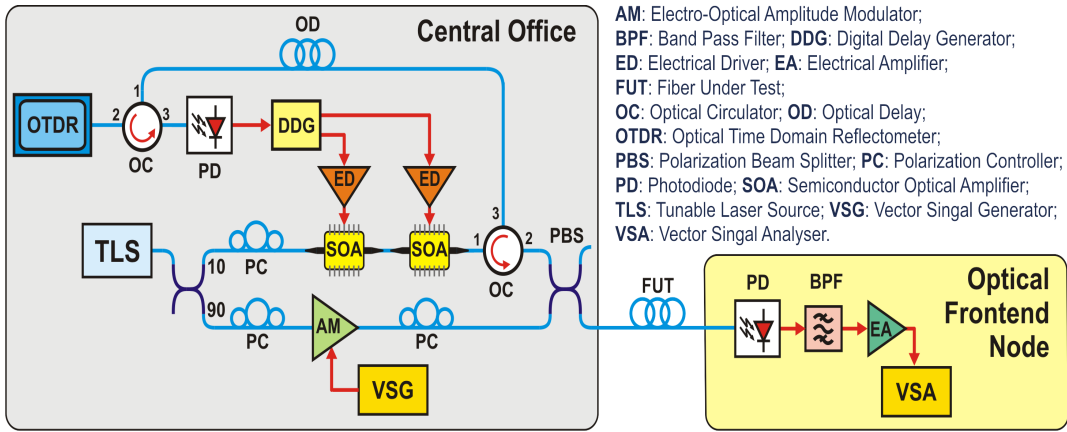 OD
Central Office
1
OTDR
2
3
OC
PD
DDG
ED
ED
3
TLS
10
PC
SOA
SOA
1
2
OC
PBS
90
PC
AM
PC
VSG
AM: Electro-Optical Amplitude Modulator;
BPF: Band Pass Filter; DDG: Digital Delay Generator;
ED: Electrical Driver; EA: Electrical Amplifier;
FUT: Fiber Under Test;
OC: Optical Circulator; OD: Optical Delay;
OTDR: Optical Time Domain Reflectometer;
PBS: Polarization Beam Splitter; PC: Polarization Controller;
PD: Photodiode; SOA: Semiconductor Optical Amplifier;
TLS: Tunable Laser Source; VSG: Vector Singal Generator;
VSA: Vector Singal Analyser.
FUT
PD
BPF
EA
VSA
Optical
Frontend
Node